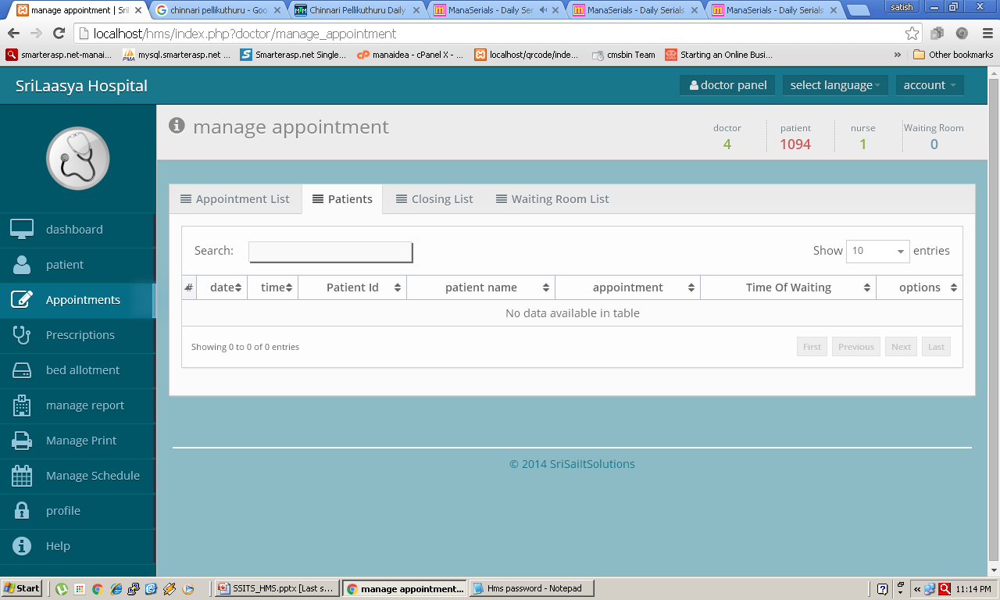 manage appointment | Sril
chinnari pellikuthuru - Goo
Chinnari Pellikuthuru Daily
ManaSerials - Daily Ser
ManaSerials - Daily Serials
ManaSerials - Daily Serials
satish
localhost/hms/index.php?doctor/manage_appointment
smarterasp.net-manai...
mysql.smarterasp.net ...
Smarterasp.net Single...
manaidea - cPanel X - ...
localhost/qrcode/inde...
cmsbin Team
Starting an Online Busi...
»
Other bookmarks
SriLaasya Hospital
doctor panel
select language
account
manage appointment
doctor
patient
nurse
Waiting Room
4
1094
1
0
Appointment List
Patients
Closing List
Waiting Room List
dashboard
patient
Appointments
Prescriptions
bed allotment
manage report
Manage Print
Manage Schedule
profile
Help
Search:
Show 10 entries
# date time Patient Id patient name appointment Time Of Waiting options
No data available in table
Showing 0 to 0 of 0 entries
First Previous Next Last
© 2014 SriSaiItSolutions
Start
SSITS_HMS.pptx [Last s...
manage appointment...
Hms password - Notepad
«
11:14 PM